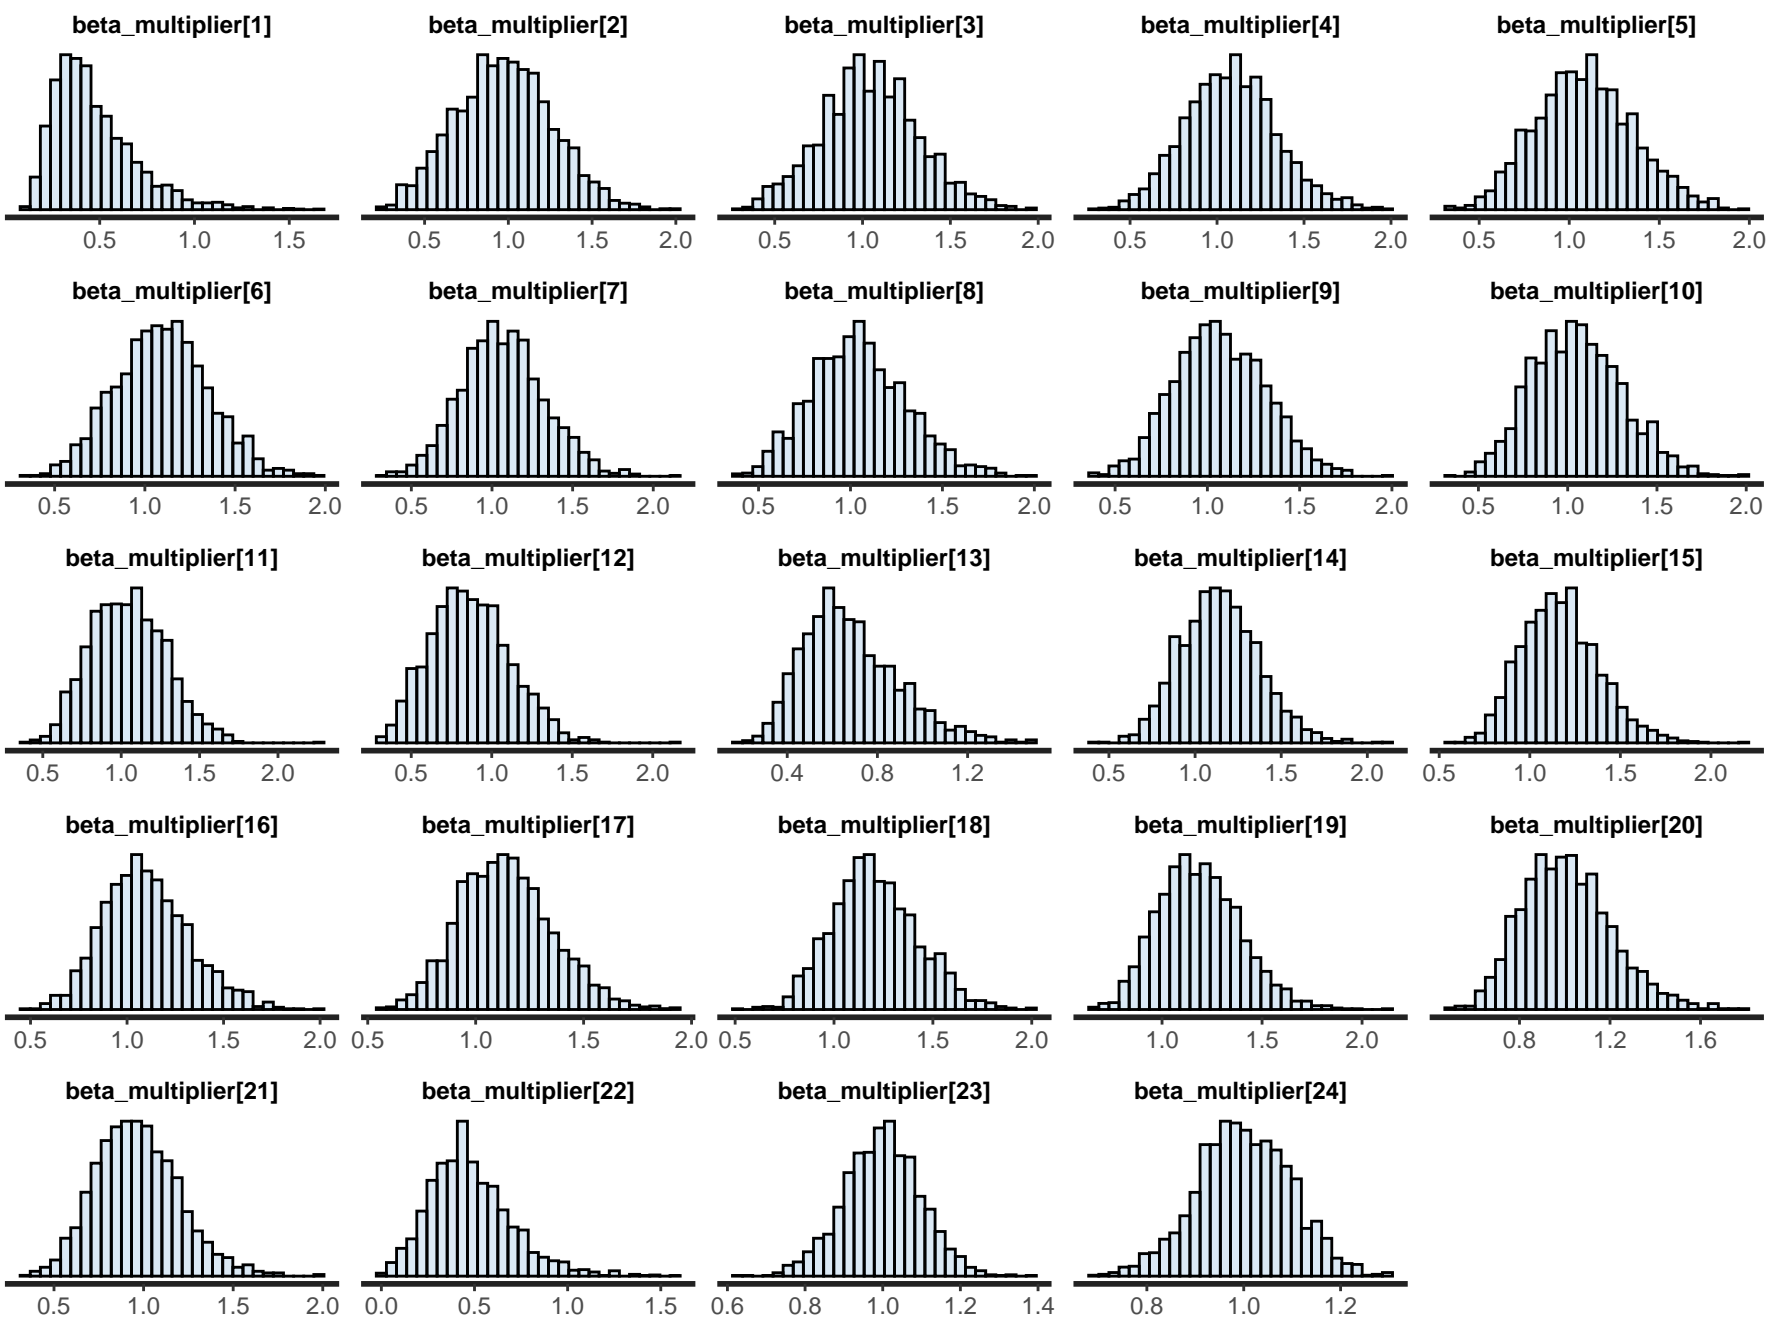 beta_multiplier[1] beta_multiplier[2] beta_multiplier[3] beta_multiplier[4] beta_multiplier[5]
0.5 1.0 1.5 0.5 1.0 1.5 2.0 0.5 1.0 1.5 2.0 0.5 1.0 1.5 2.0 0.5 1.0 1.5 2.0
beta_multiplier[6] beta_multiplier[7] beta_multiplier[8] beta_multiplier[9] beta_multiplier[10]
0.5 1.0 1.5 2.0 0.5 1.0 1.5 2.0 0.5 1.0 1.5 2.0 0.5 1.0 1.5 2.0 0.5 1.0 1.5 2.0
beta_multiplier[11] beta_multiplier[12] beta_multiplier[13] beta_multiplier[14] beta_multiplier[15]
0.5 1.0 1.5 2.0 0.5 1.0 1.5 2.0 0.4 0.8 1.2 0.5 1.0 1.5 2.0 0.5 1.0 1.5 2.0
beta_multiplier[16] beta_multiplier[17] beta_multiplier[18] beta_multiplier[19] beta_multiplier[20]
0.5 1.0 1.5 2.0 0.5 1.0 1.5 2.0 0.5 1.0 1.5 2.0 1.0 1.5 2.0 0.8 1.2 1.6
beta_multiplier[21] beta_multiplier[22] beta_multiplier[23] beta_multiplier[24]
0.5 1.0 1.5 2.0 0.0 0.5 1.0 1.5 0.6 0.8 1.0 1.2 1.4 0.8 1.0 1.2